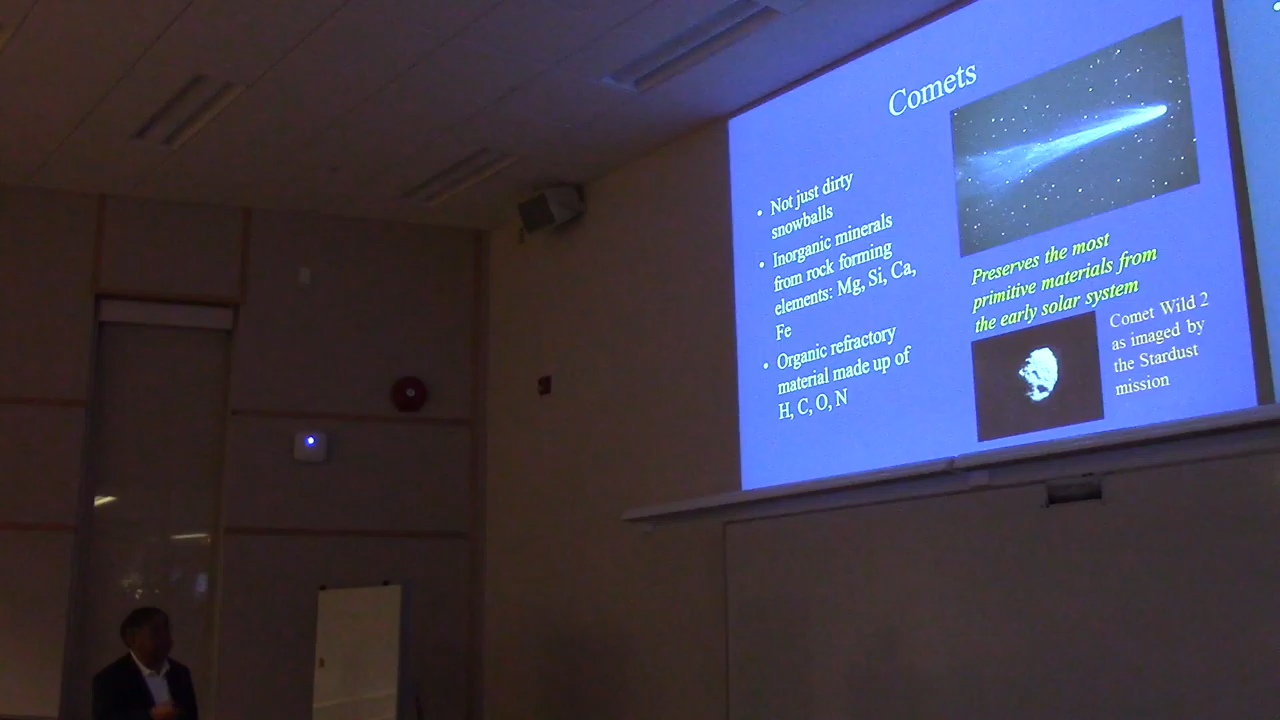 Comets
• Not just dirty
snowballs
• Inorganic minerals
from rock forming
elements: Mg, Si, Ca,
Fe
• Organic refractory
material made up of
H, C, O, N
Preserves the most
primitive materials from
the early solar system
Comet Wild 2
as imaged by
the Stardust
mission